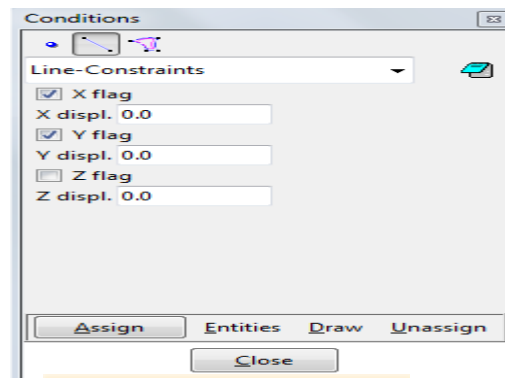 Conditions
Line-Constraints
X flag
X displ. 0.0
Y flag
Y displ. 0.0
Z flag
Z displ. 0.0
Assign Entities Draw Unassign
Close